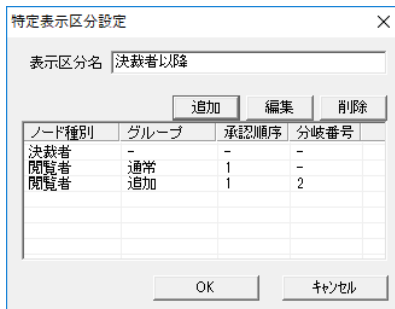 特定表示区分設定
表示区分名 決裁者以降
追加 編集 削除
ノード種別 グループ 承認順序 分岐番号
決裁者 - - -
閲覧者 通常 1 -
閲覧者 追加 1 2
OK キャンセル